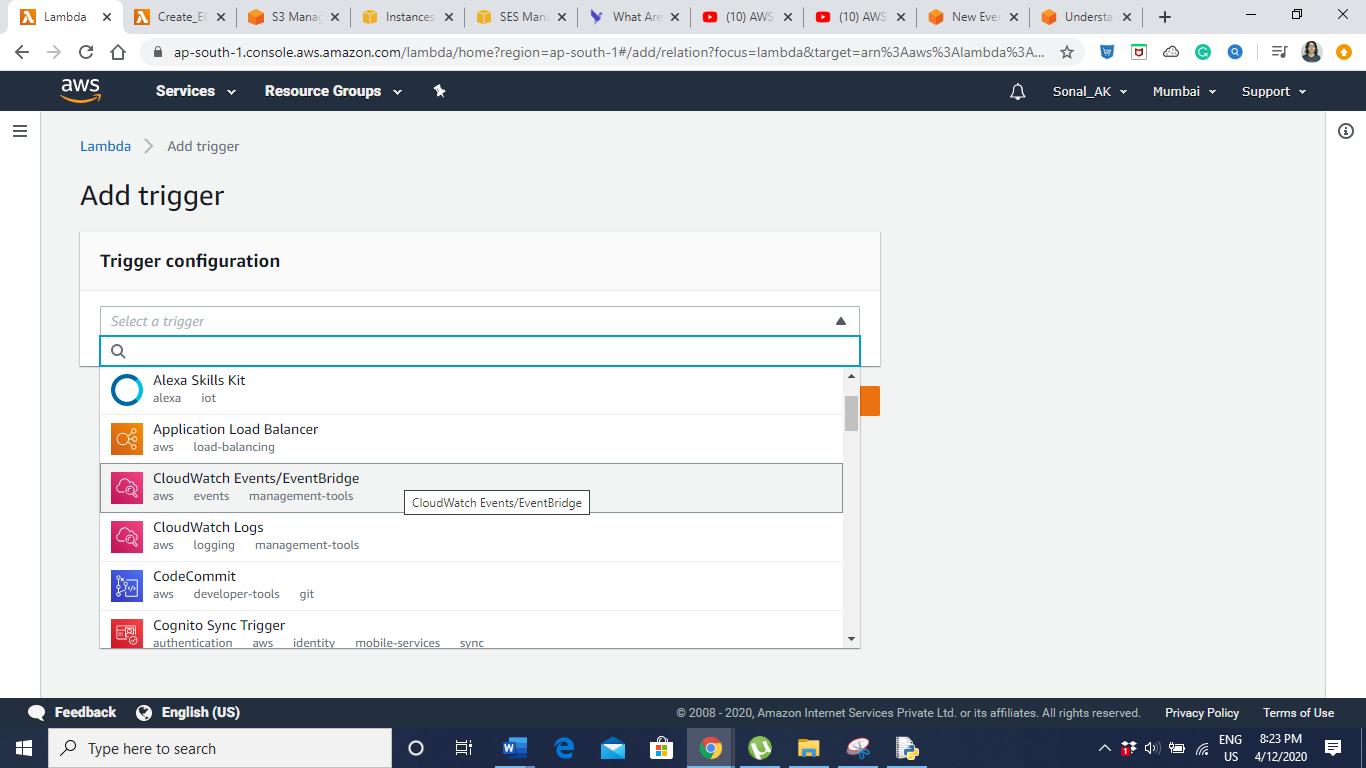 Lambda
Create_EC
S3 Manag
Instances
SES Mana
What Are
(10) AWS
(10) AWS
New Ever
Understa
ap-south-1.console.aws.amazon.com/lambda/home?region=ap-south-1#/add/relation?focus=lambda&target=arn%3Aaws%3Alambda%3A...
aws
Services
Resource Groups
Sonal_AK
Mumbai
Support
Lambda
Add trigger
Add trigger
Trigger configuration
Select a trigger
Alexa Skills Kit
alexa iot
Application Load Balancer
aws load-balancing
CloudWatch Events/EventBridge
aws events management-tools
CloudWatch Events/EventBridge
CloudWatch Logs
aws logging management-tools
CodeCommit
aws developer-tools git
Cognito Sync Trigger
authentication aws identity mobile-services sync
Feedback
English (US)
© 2008 - 2020, Amazon Internet Services Private Ltd. or its affiliates. All rights reserved.
Privacy Policy
Terms of Use
Type here to search
ENG
US
8:23 PM
4/12/2020